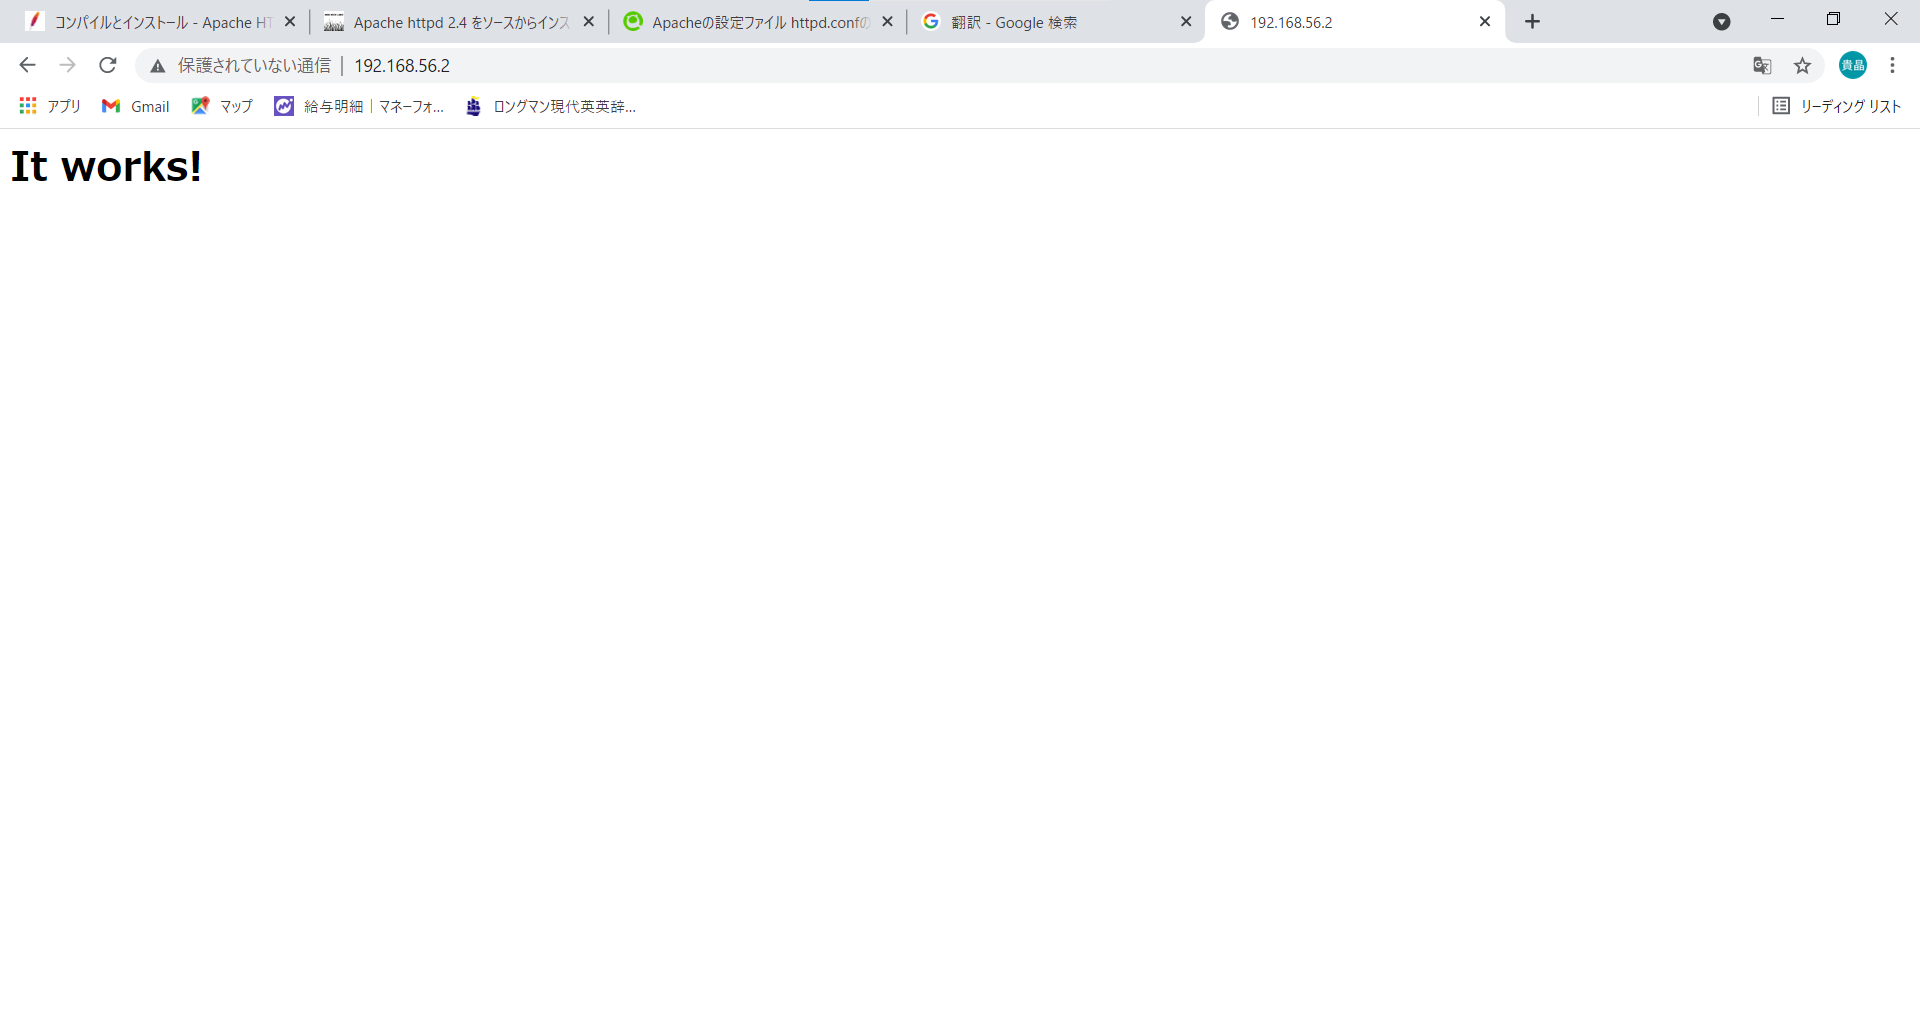 コンパイルとインストール - Apache HT
Apache httpd 2.4 をソースからインス
Apacheの設定ファイル httpd.confの
翻訳 - Google 検索
192.168.56.2
保護されていない通信 | 192.168.56.2
貴晶
アプリ
Gmail
マップ
給与明細 | マネーフォ...
ロングマン現代英英辞...
リーディング リスト
It works!